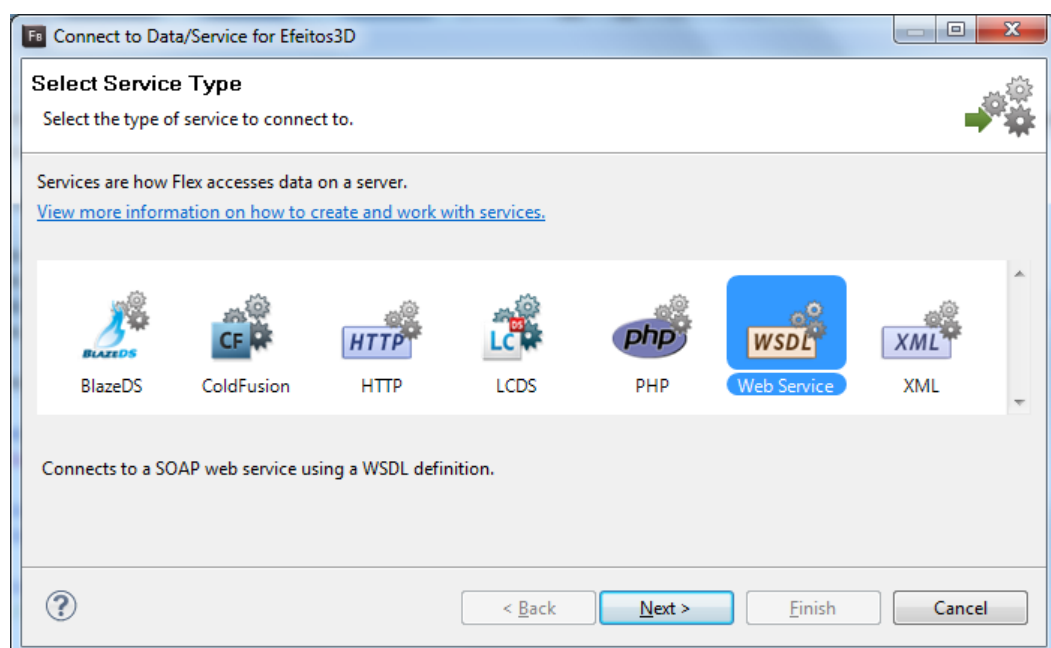 FB Connect to Data/Service for Efeitos3D
Select Service Type
Select the type of service to connect to.
Services are how Flex accesses data on a server.
View more information on how to create and work with services.
BLAZEDS CF HTTP LC DS php WSDL XML
BlazeDS ColdFusion HTTP LCDS PHP Web Service XML
Connects to a SOAP web service using a WSDL definition.
? < Back Next > Finish Cancel